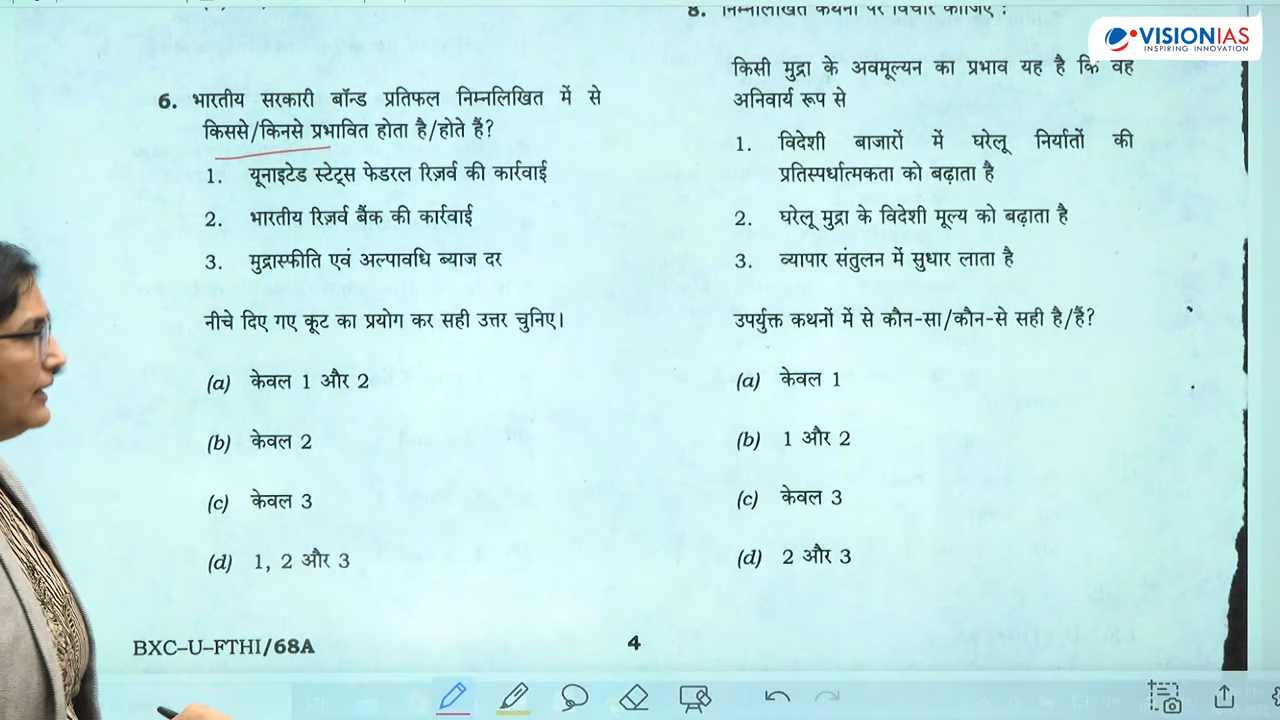 6. भारतीय सरकारी बॉन्ड प्रतिफल निम्नलिखित में से
किससे/किनसे प्रभावित होता है/होते हैं?
1. यूनाइटेड स्टेट्स फेडरल रिज़र्व की कार्रवाई
2. भारतीय रिज़र्व बैंक की कार्रवाई
3. मुद्रास्फीति एवं अल्पावधि ब्याज दर
नीचे दिए गए कूट का प्रयोग कर सही उत्तर चुनिए।
(a) केवल 1 और 2
(b) केवल 2
(c) केवल 3
(d) 1, 2 और 3
8. निम्नलिखित कथनों पर विचार कीजिए :
किसी मुद्रा के अवमूल्यन का प्रभाव यह है कि वह
अनिवार्य रूप से
1. विदेशी बाजारों में घरेलू निर्यातों की
प्रतिस्पर्धात्मकता को बढ़ाता है
2. घरेलू मुद्रा के विदेशी मूल्य को बढ़ाता है
3. व्यापार संतुलन में सुधार लाता है
उपर्युक्त कथनों में से कौन-सा/कौन-से सही है/हैं?
(a) केवल 1
(b) 1 और 2
(c) केवल 3
(d) 2 और 3
BXC-U-FTHI/68A
4
VISIONIAS
INSPIRING INNOVATION